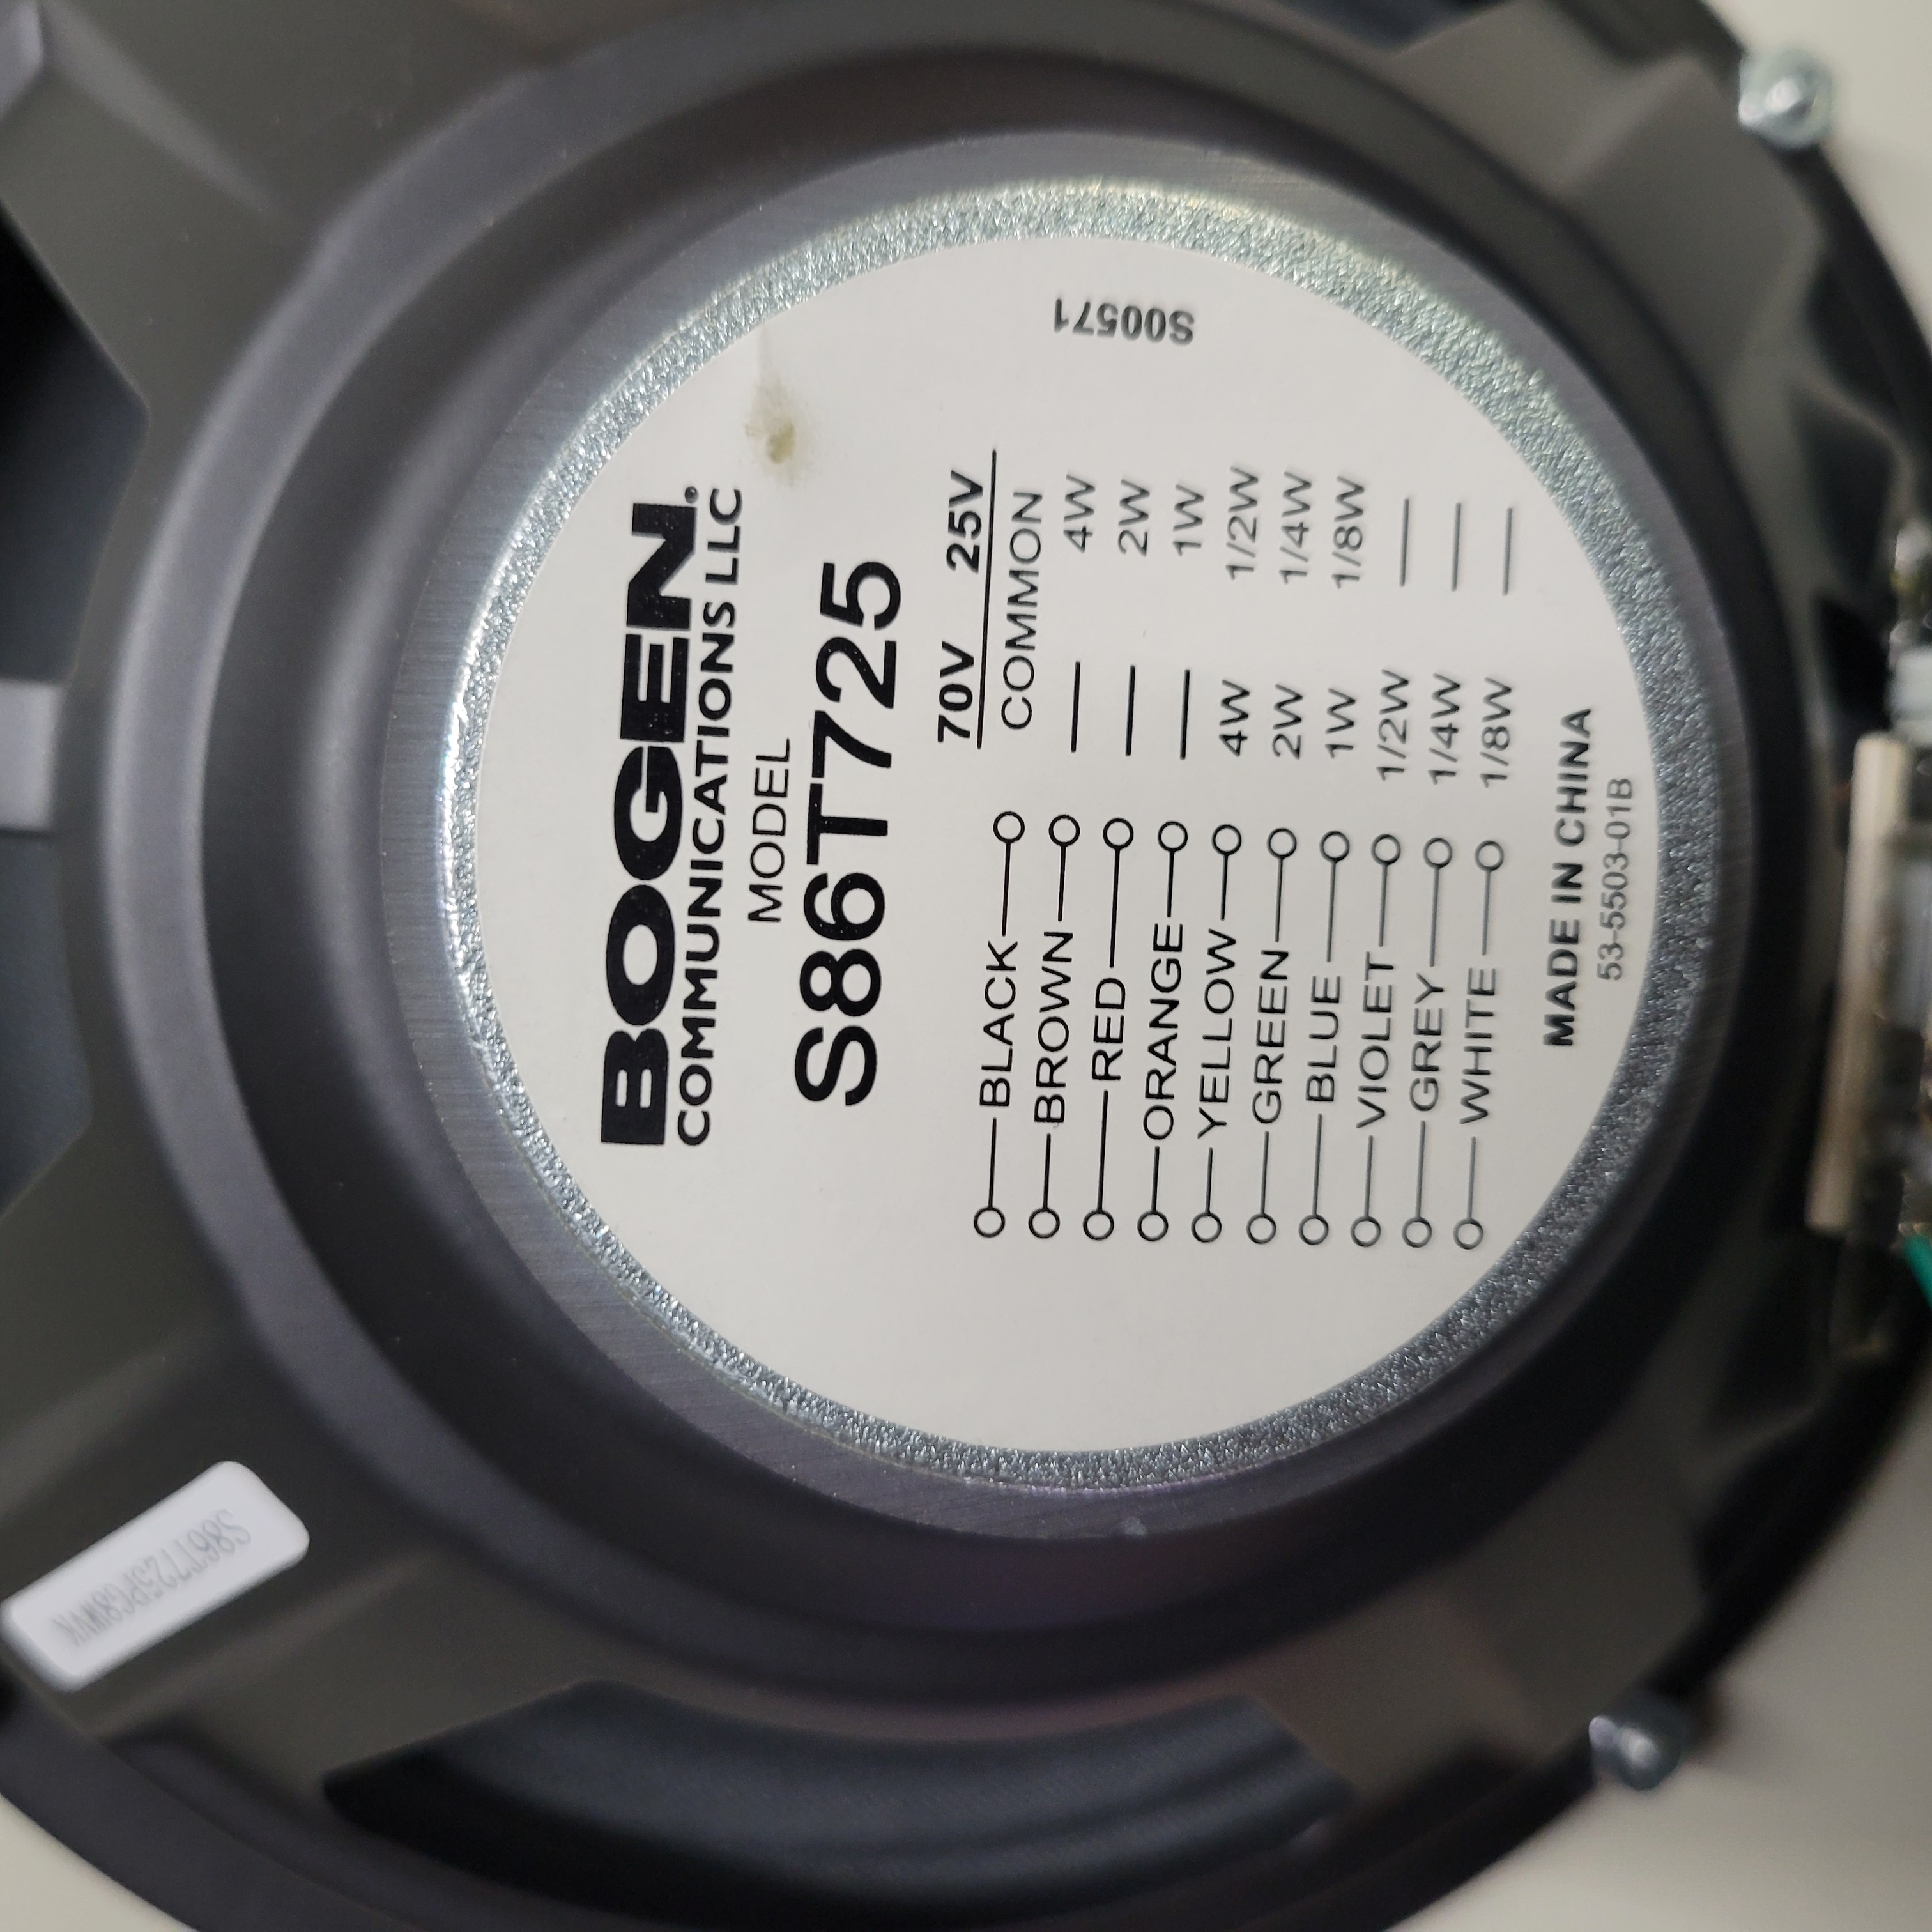 BOGEN®
COMMUNICATIONS LLC
MODEL
S86T725
70V 25V
BLACK COMMON
BROWN — 4W
RED — 2W
ORANGE — 1W
YELLOW 4W 1/2W
GREEN 2W 1/4W
BLUE 1W 1/8W
VIOLET 1/2W —
GREY 1/4W —
WHITE 1/8W —
MADE IN CHINA
53-5503-01B
S00571